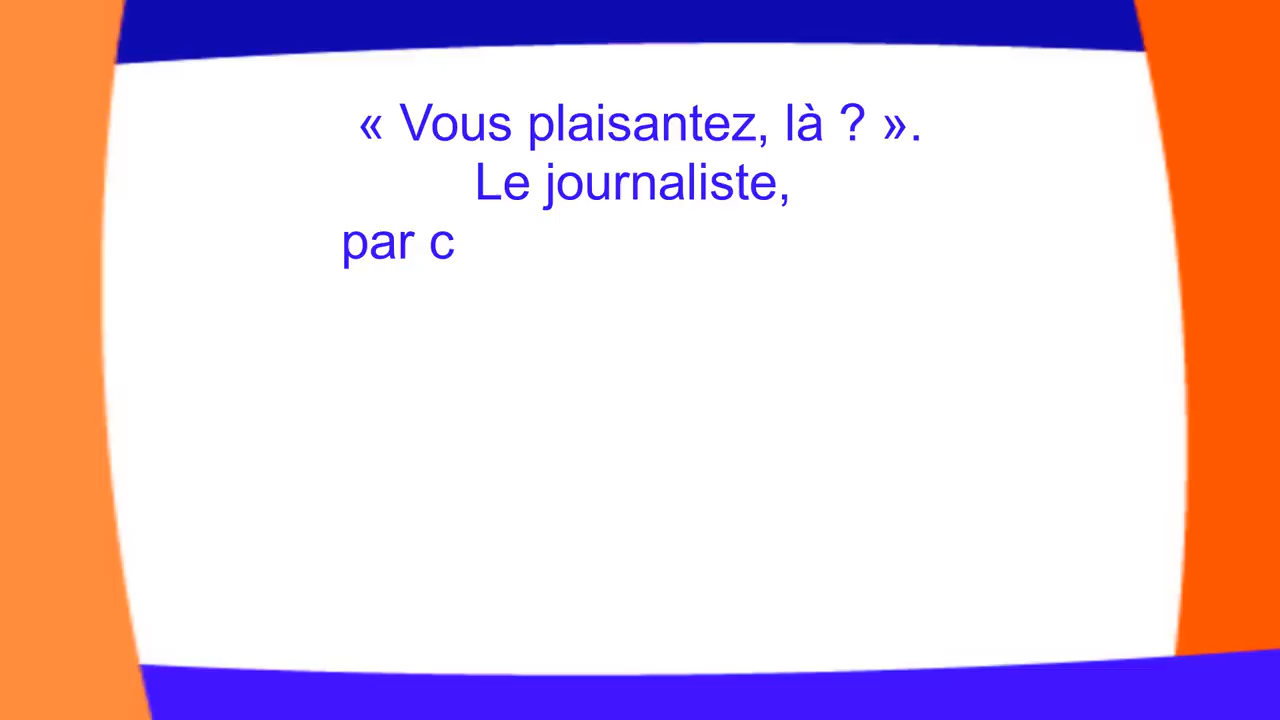 « Vous plaisantez, là ? ».
Le journaliste,
par c